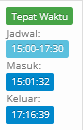 Tepat Waktu
Jadwal:
15:00-17:30
Masuk:
15:01:32
Keluar:
17:16:39